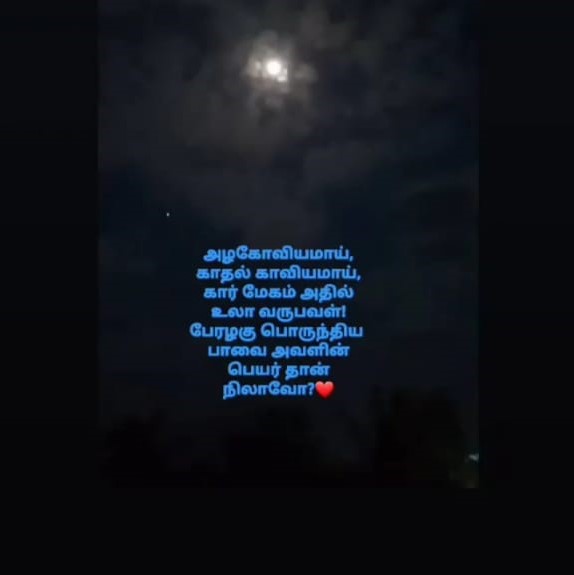 அழகோவியமாய்,
காதல் காவியமாய்,
கார் மேகம் அதில்
உலா வருபவள்!
பேரழகு பொருந்திய
பாவை அவளின்
பெயர் தான்
நிலாவோ?❤️